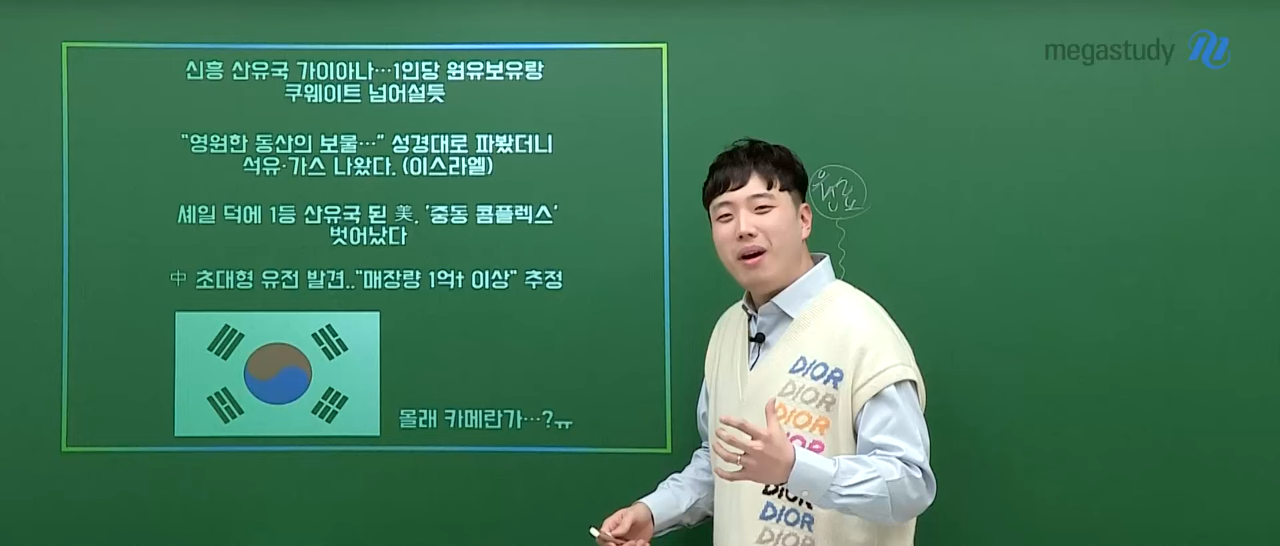 신흥 산유국 가이아나…1인당 원유보유량
쿠웨이트 넘어설듯
"영원한 동산의 보물…" 성경대로 파봤더니
석유·가스 나왔다. (이스라엘)
셰일 덕에 1등 산유국 된 美. '중동 콤플렉스'
벗어났다
中 초대형 유전 발견.."매장량 1억t 이상" 추정
몰래 카메란가…?ㅠ
megastudy
원료
DIOR
DIOR
DIOR
DIOR
DIOR
DIOR
DIOR